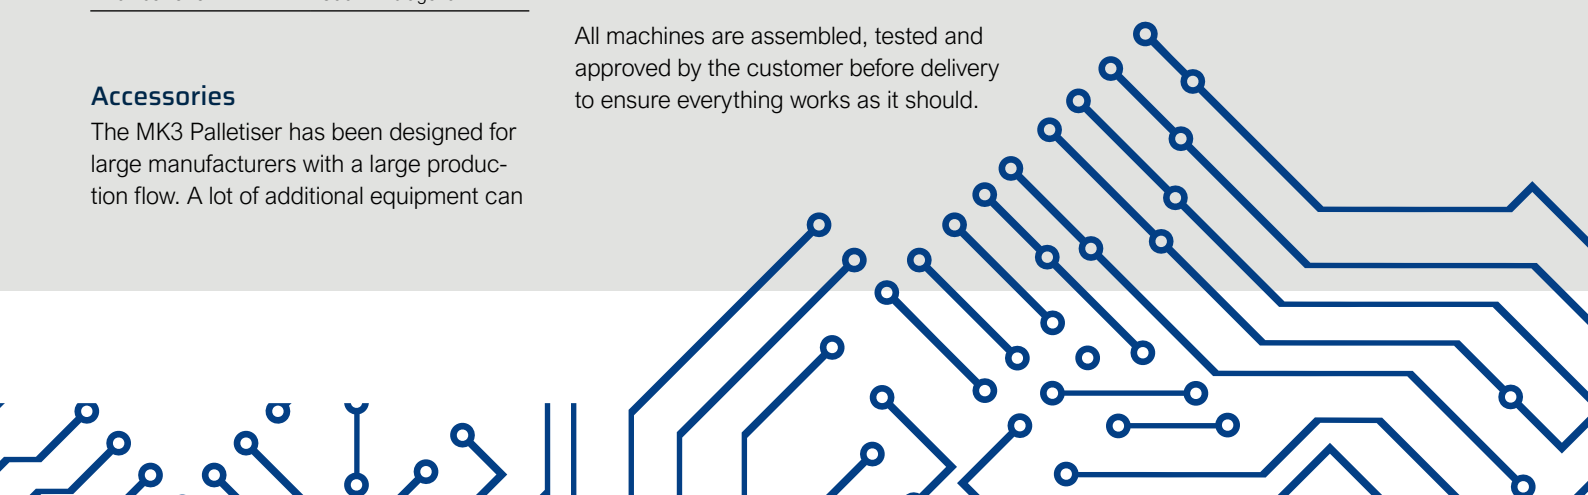 Accessories
The MK3 Palletiser has been designed for
large manufacturers with a large produc-
tion flow. A lot of additional equipment can
All machines are assembled, tested and
approved by the customer before delivery
to ensure everything works as it should.